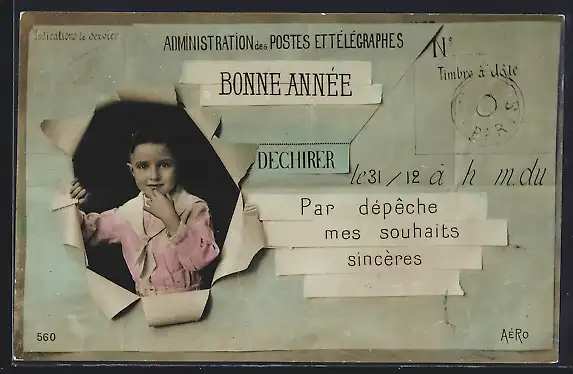 Indications de service
ADMINISTRATION des POSTES ET TÉLÉGRAPHES
N°
Timbre à date
BONNE ANNÉE
PARIS
DECHIRER
le 31/12 à h m. du
Par dépêche
mes souhaits
sincères
560
AéRO